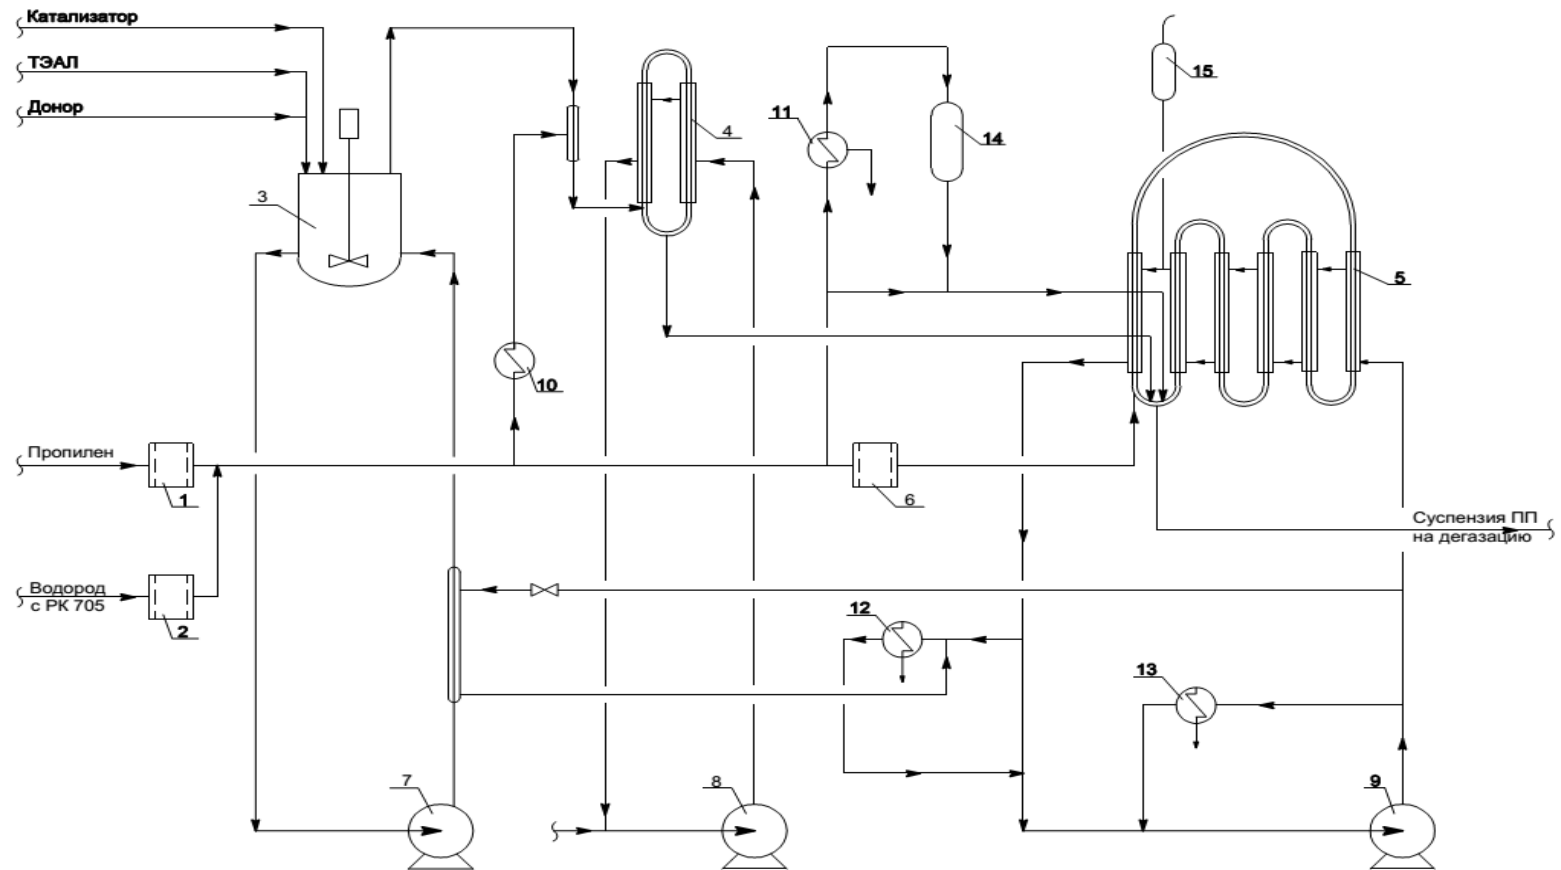 Катализатор
ТЭАЛ
Донор
15
11
4
14
3
5
10
Пропилен
1
6
Суспензия ПП
на дегазацию
Водород
с РК 705
2
12
13
7
8
9